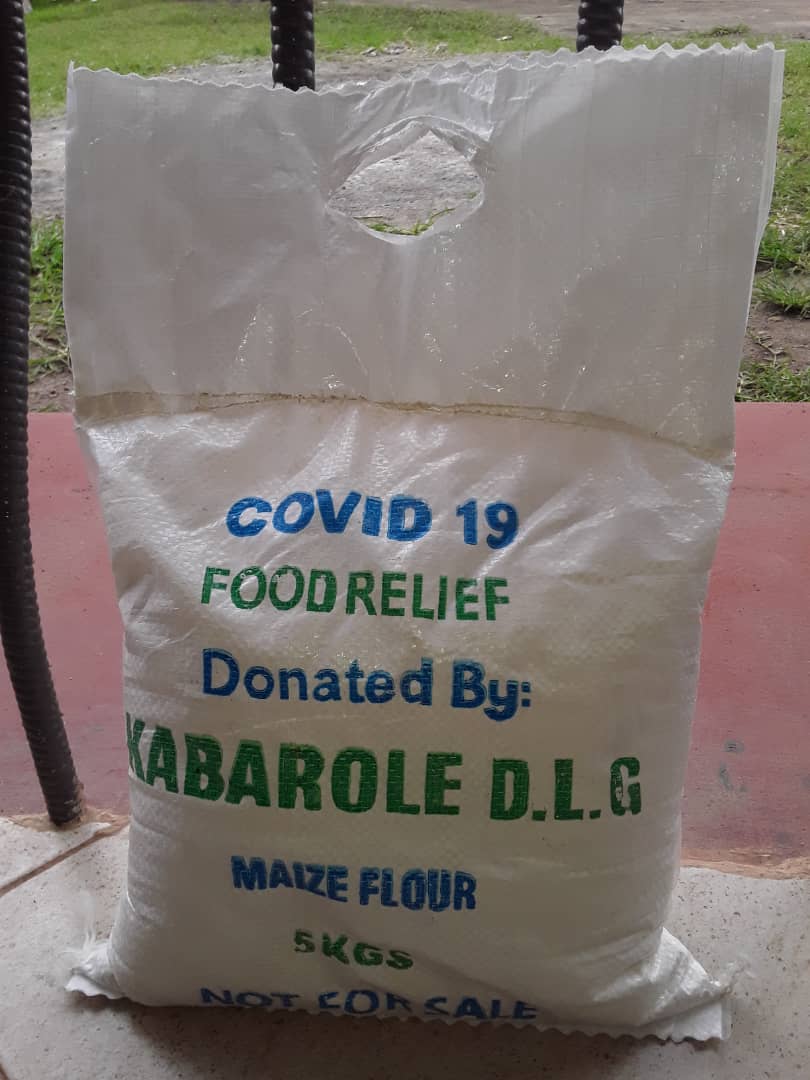 COVID 19
FOOD RELIEF
Donated By:
KABAROLE D.L.G
MAIZE FLOUR
5KGS
NOT FOR SALE